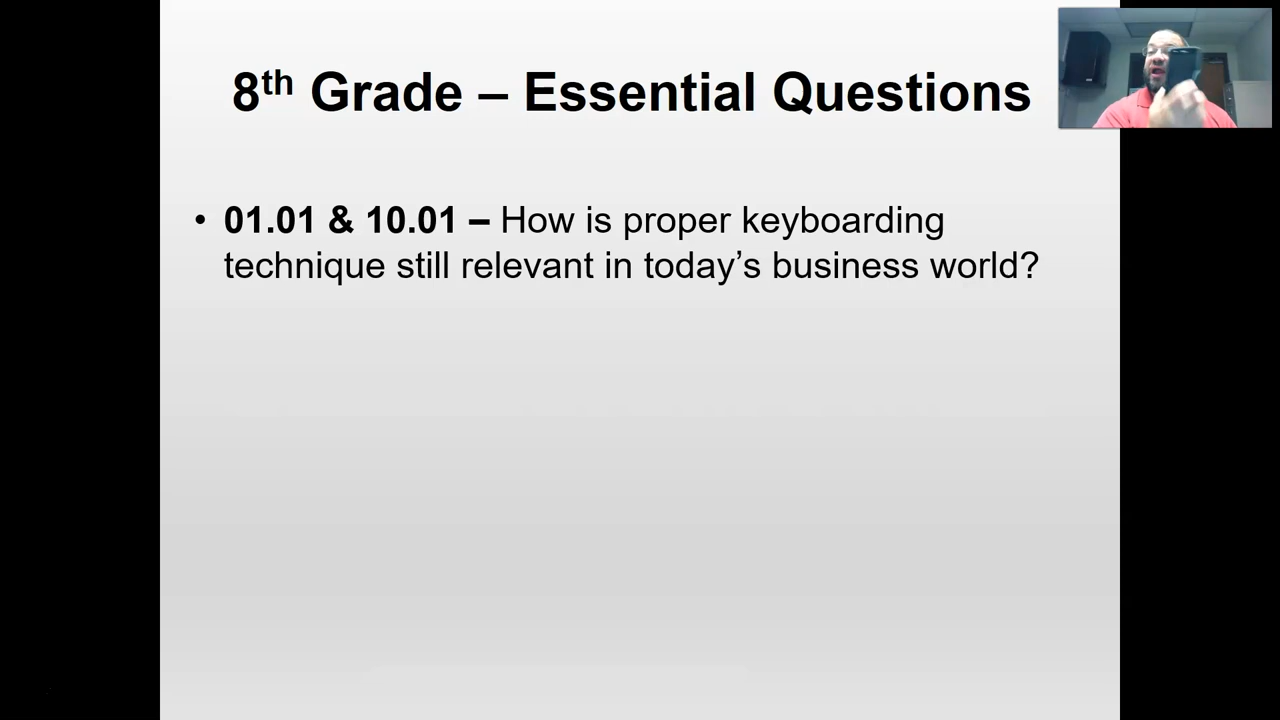 8th Grade – Essential Questions
• 01.01 & 10.01 – How is proper keyboarding
technique still relevant in today’s business world?